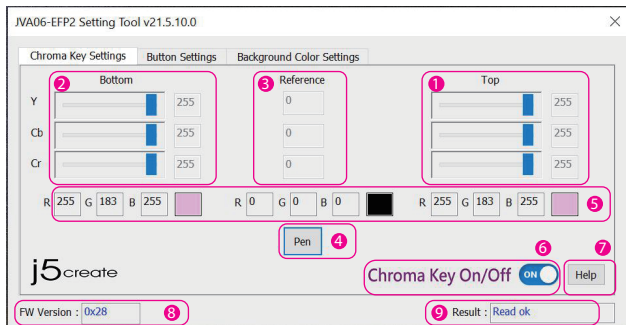 JVA06-EFP2 Setting Tool v21.5.10.0 ×
Chroma Key Settings Button Settings Background Color Settings
2 Bottom 3 Reference 1 Top
Y 255 0 255
Cb 255 0 255
Cr 255 0 255
R 255 G 183 B 255 R 0 G 0 B 0 R 255 G 183 B 255 5
Pen 4
6 7
j5create Chroma Key On/Off ON Help
FW Version : 0x28 8 9 Result : Read ok